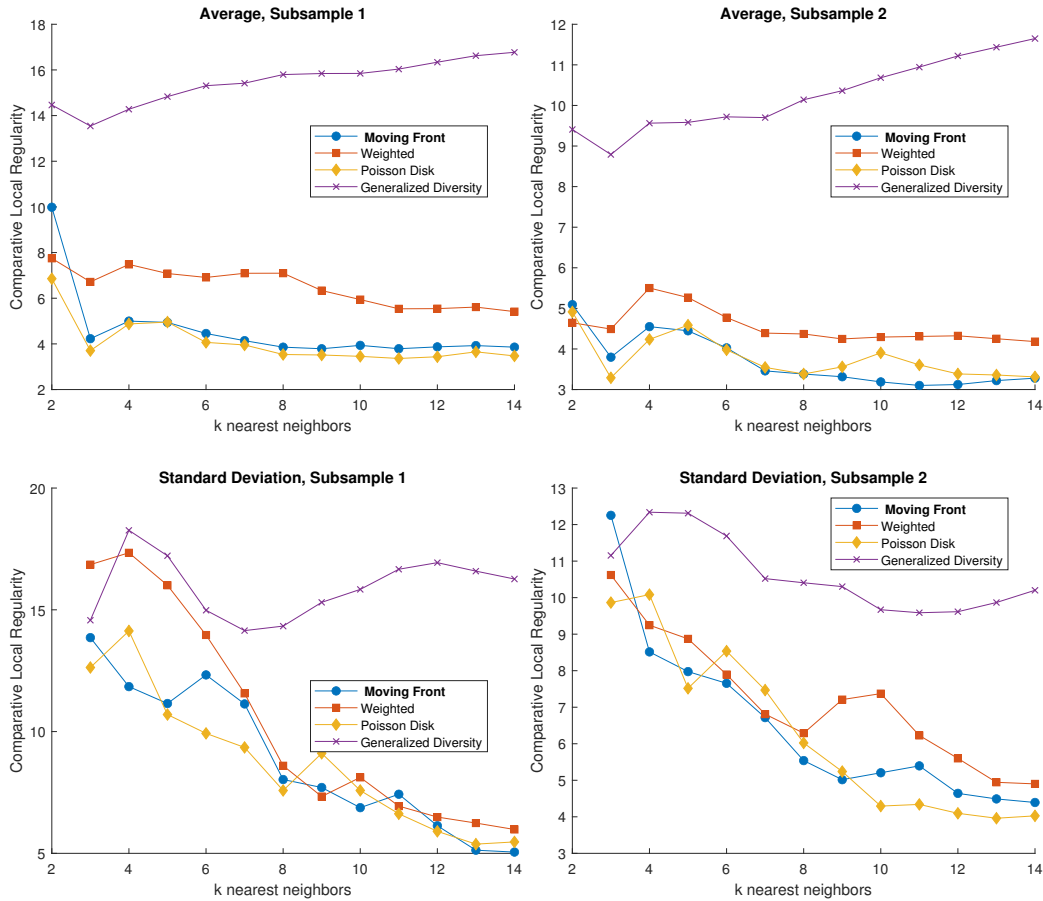 Average, Subsample 1
Comparative Local Regularity
18
16
14
12
10
8
6
4
2
Moving Front
Weighted
Poisson Disk
Generalized Diversity
2 4 6 8 10 12 14
k nearest neighbors
Average, Subsample 2
Comparative Local Regularity
12
11
10
9
8
7
6
5
4
3
Moving Front
Weighted
Poisson Disk
Generalized Diversity
2 4 6 8 10 12 14
k nearest neighbors
Standard Deviation, Subsample 1
Comparative Local Regularity
20
15
10
5
Moving Front
Weighted
Poisson Disk
Generalized Diversity
2 4 6 8 10 12 14
k nearest neighbors
Standard Deviation, Subsample 2
Comparative Local Regularity
13
12
11
10
9
8
7
6
5
4
3
Moving Front
Weighted
Poisson Disk
Generalized Diversity
2 4 6 8 10 12 14
k nearest neighbors